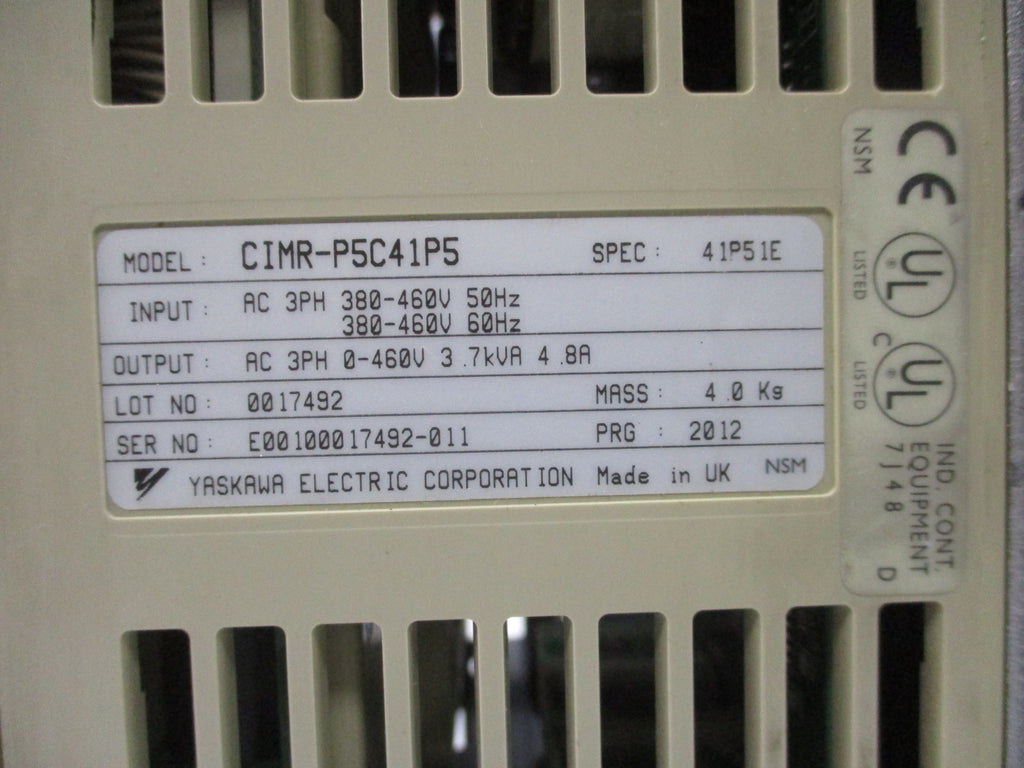 MODEL : CIMR-P5C41P5 SPEC : 41P51E
INPUT : AC 3PH 380-460V 50Hz
380-460V 60Hz
OUTPUT : AC 3PH 0-460V 3.7kVA 4.8A
LOT NO : 0017492 MASS : 4.0 Kg
SER NO : E00100017492-011 PRG : 2012
YASKAWA ELECTRIC CORPORATION Made in UK NSM
CE
NSM
UL
LISTED
C UL
LISTED
IND. CONT.
EQUIPMENT
7J48 D